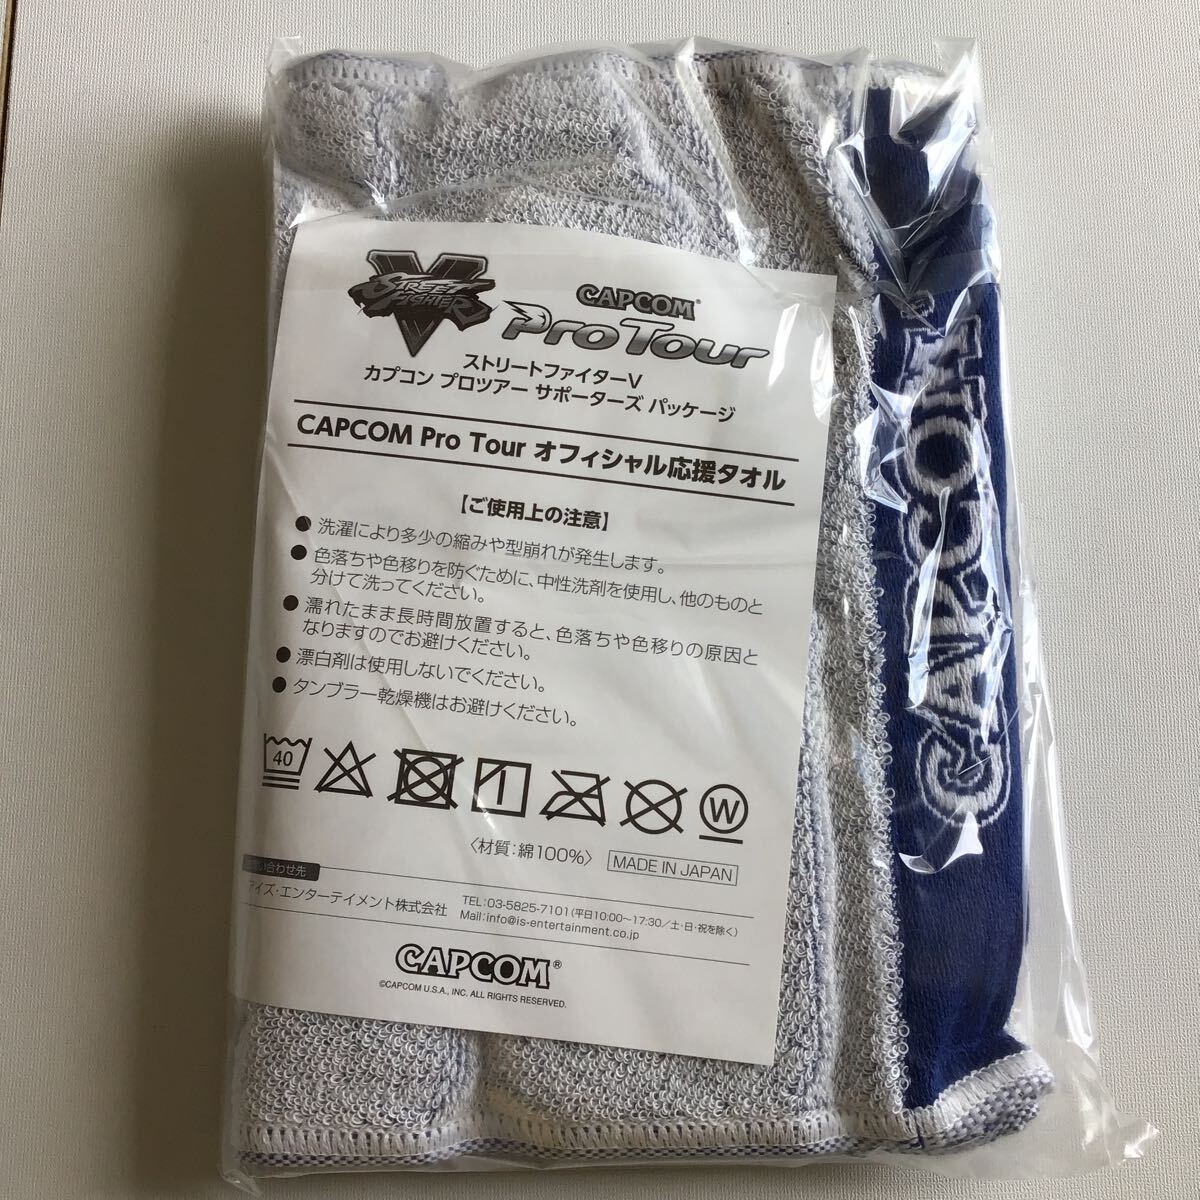 STREET FIGHTER V
CAPCOM®
Pro Tour
ストリートファイターV
カプコン プロツアー サポーターズ パッケージ
CAPCOM Pro Tour オフィシャル応援タオル
【ご使用上の注意】
● 洗濯により多少の縮みや型崩れが発生します。
● 色落ちや色移りを防ぐために、中性洗剤を使用し、他のものと
分けて洗ってください。
● 濡れたまま長時間放置すると、色落ちや色移りの原因と
なりますのでお避けください。
● 漂白剤は使用しないでください。
● タンブラー乾燥機はお避けください。
40
W
〈材質:綿100%〉 MADE IN JAPAN
い合わせ先
アイズ・エンターテイメント株式会社
TEL:03-5825-7101(平日10:00〜17:30/土・日・祝を除く)
Mail:info@is-entertainment.co.jp
CAPCOM®
©CAPCOM U.S.A., INC. ALL RIGHTS RESERVED.
CAPCOM